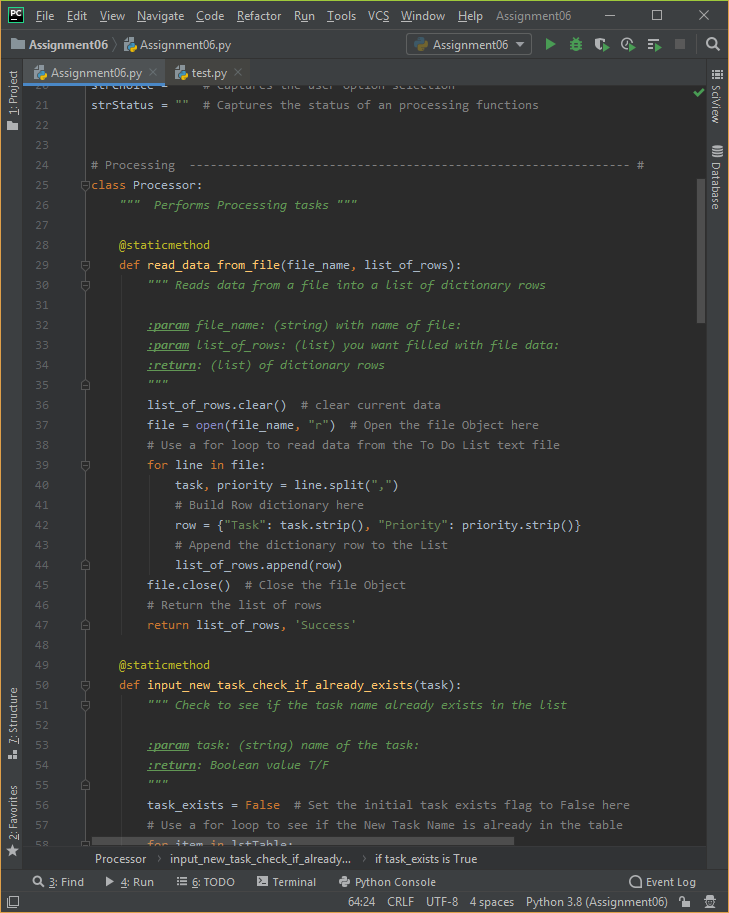 PC File Edit View Navigate Code Refactor Run Tools VCS Window Help Assignment06
Assignment06 Assignment06.py Assignment06
Assignment06.py test.py
1: Project
SciView
Database
7: Structure
2: Favorites
21 strStatus = "" # Captures the status of an processing functions
22
23
24 # Processing --------------------------------------------------------------- #
25 class Processor:
26 """ Performs Processing tasks """
27
28 @staticmethod
29 def read_data_from_file(file_name, list_of_rows):
30 """ Reads data from a file into a list of dictionary rows
31
32 :param file_name: (string) with name of file:
33 :param list_of_rows: (list) you want filled with file data:
34 :return: (list) of dictionary rows
35 """
36 list_of_rows.clear() # clear current data
37 file = open(file_name, "r") # Open the file Object here
38 # Use a for loop to read data from the To Do List text file
39 for line in file:
40 task, priority = line.split(",")
41 # Build Row dictionary here
42 row = {"Task": task.strip(), "Priority": priority.strip()}
43 # Append the dictionary row to the List
44 list_of_rows.append(row)
45 file.close() # Close the file Object
46 # Return the list of rows
47 return list_of_rows, 'Success'
48
49 @staticmethod
50 def input_new_task_check_if_already_exists(task):
51 """ Check to see if the task name already exists in the list
52
53 :param task: (string) name of the task:
54 :return: Boolean value T/F
55 """
56 task_exists = False # Set the initial task exists flag to False here
57 # Use a for loop to see if the New Task Name is already in the table
58 for item in lstTable:
Processor input_new_task_check_if_already... if task_exists is True
3: Find 4: Run 6: TODO Terminal Python Console Event Log
64:24 CRLF UTF-8 4 spaces Python 3.8 (Assignment06)